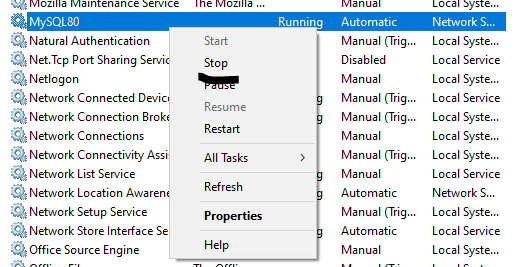 Mozilla Maintenance Service The Mozilla M... Manual Local Syste...
MySQL80 Running Automatic Network S...
Natural Authentication Start Manual (Trig... Local Syste...
Net.Tcp Port Sharing Servic Stop Disabled Local Service
Netlogon Pause Manual Local Syste...
Network Connected Device Resume Manual (Trig... Local Service
Network Connection Broke Restart Manual (Trig... Local Syste...
Network Connections Manual Local Syste...
Network Connectivity Assis All Tasks Manual (Trig... Local Syste...
Network List Service Manual Local Service
Network Location Awarene Refresh Automatic Network S...
Network Setup Service Properties Manual (Trig... Local Syste...
Network Store Interface Se Automatic Local Service
Office Source Engine Help Manual Local Syste...